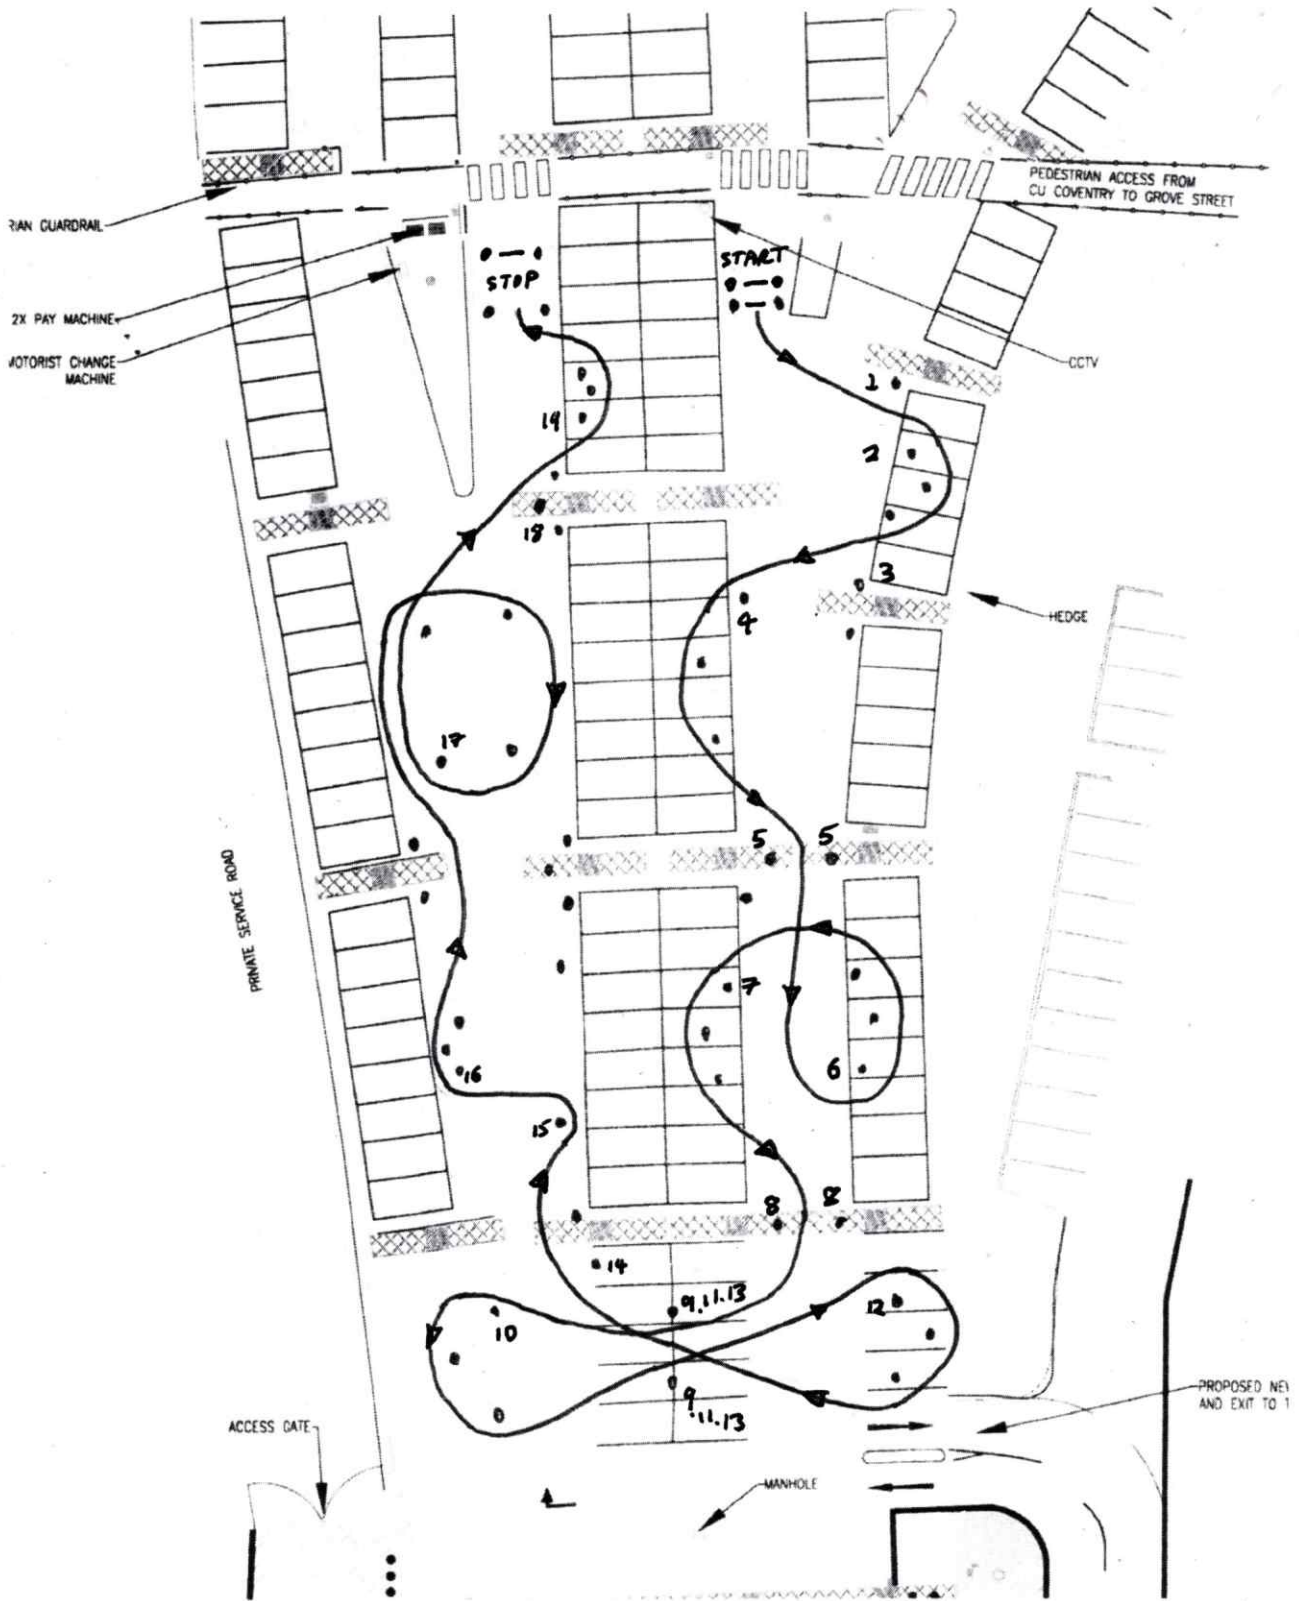 PEDESTRIAN ACCESS FROM
CU COVENTRY TO GROVE STREET
RIAN GUARDRAIL
STOP
START
2X PAY MACHINE
MOTORIST CHANGE
MACHINE
CCTV
1
19
2
18
3
HEDGE
4
17
5
5
PRIVATE SERVICE ROAD
7
6
16
15
8
8
14
9.11.13
12
10
9
.11.13
PROPOSED NEW
AND EXIT TO
ACCESS GATE
MANHOLE